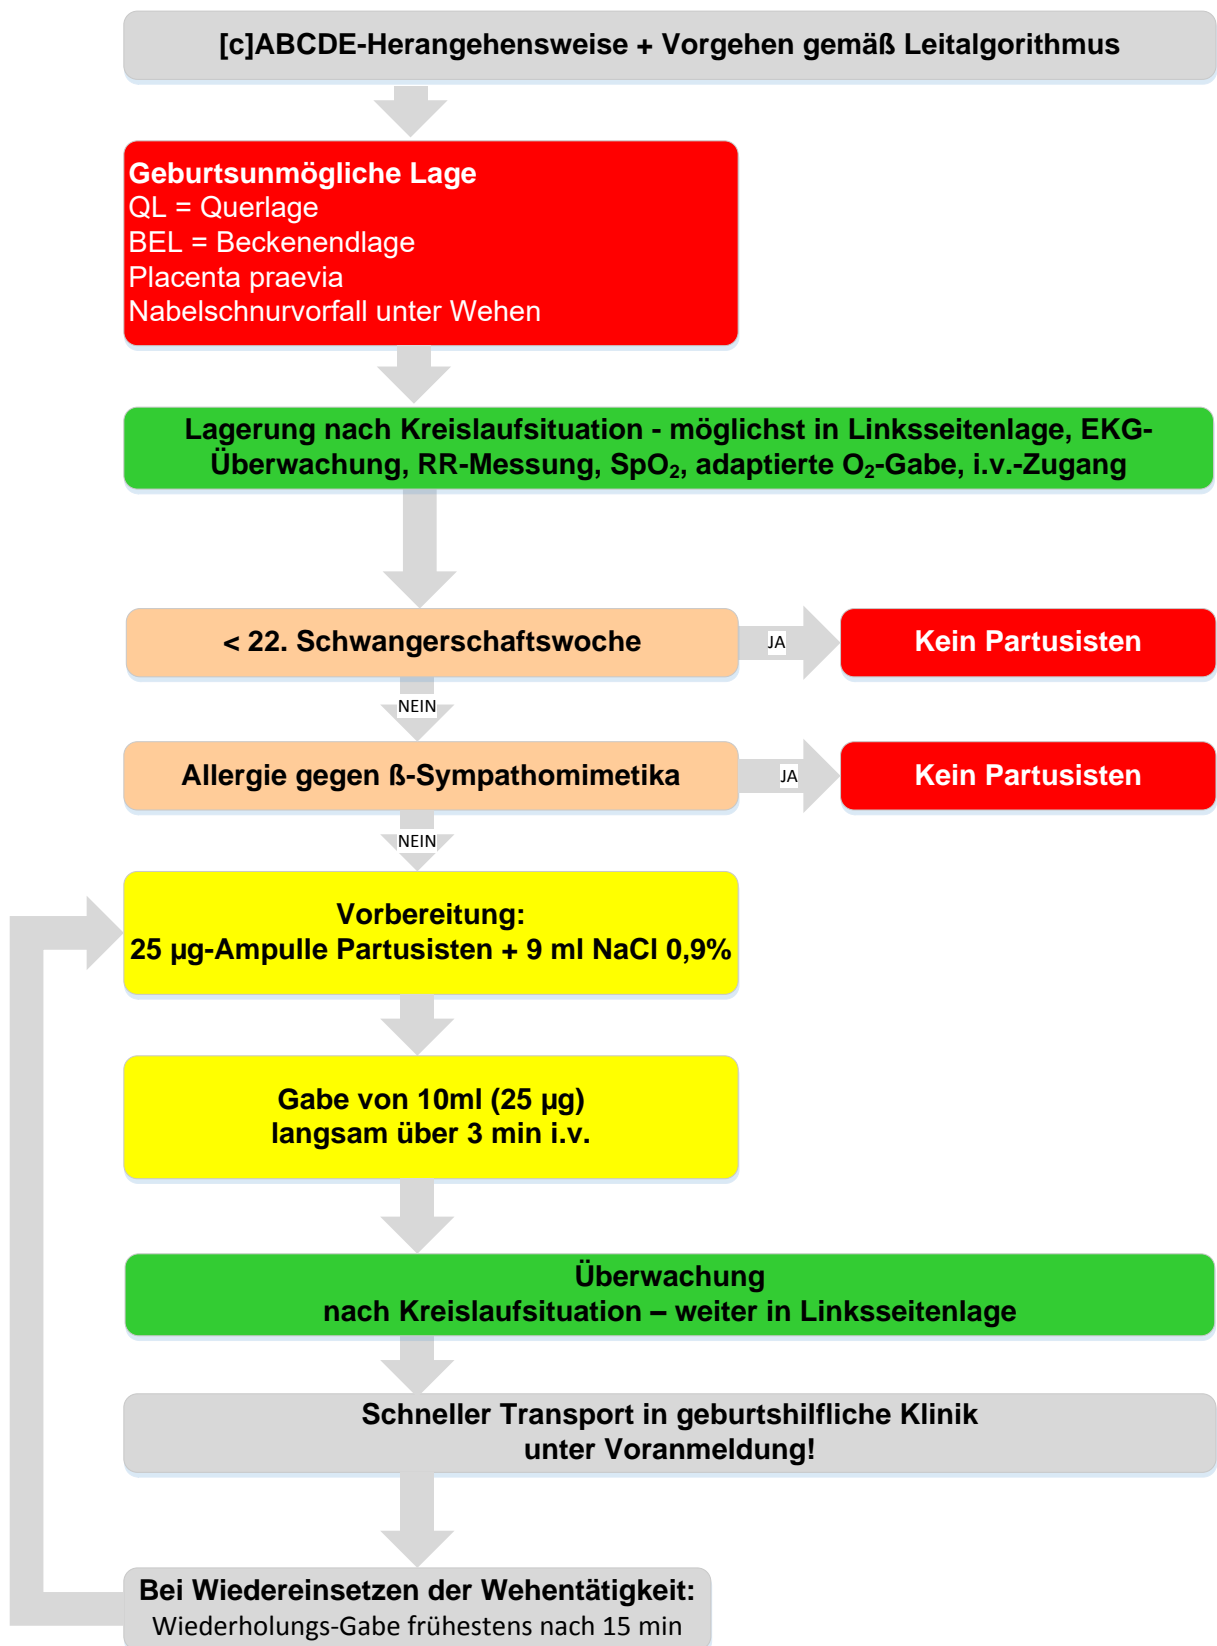 [c]ABCDE-Herangehensweise + Vorgehen gemäß Leitalgorithmus
Geburtsunmögliche Lage
QL = Querlage
BEL = Beckenendlage
Placenta praevia
Nabelschnurvorfall unter Wehen
Lagerung nach Kreislaufsituation - möglichst in Linksseitenlage, EKG-
Überwachung, RR-Messung, SpO₂, adaptierte O₂-Gabe, i.v.-Zugang
< 22. Schwangerschaftswoche
JA
Kein Partusisten
NEIN
Allergie gegen ß-Sympathomimetika
JA
Kein Partusisten
NEIN
Vorbereitung:
25 µg-Ampulle Partusisten + 9 ml NaCl 0,9%
Gabe von 10ml (25 µg)
langsam über 3 min i.v.
Überwachung
nach Kreislaufsituation – weiter in Linksseitenlage
Schneller Transport in geburtshilfliche Klinik
unter Voranmeldung!
Bei Wiedereinsetzen der Wehentätigkeit:
Wiederholungs-Gabe frühestens nach 15 min